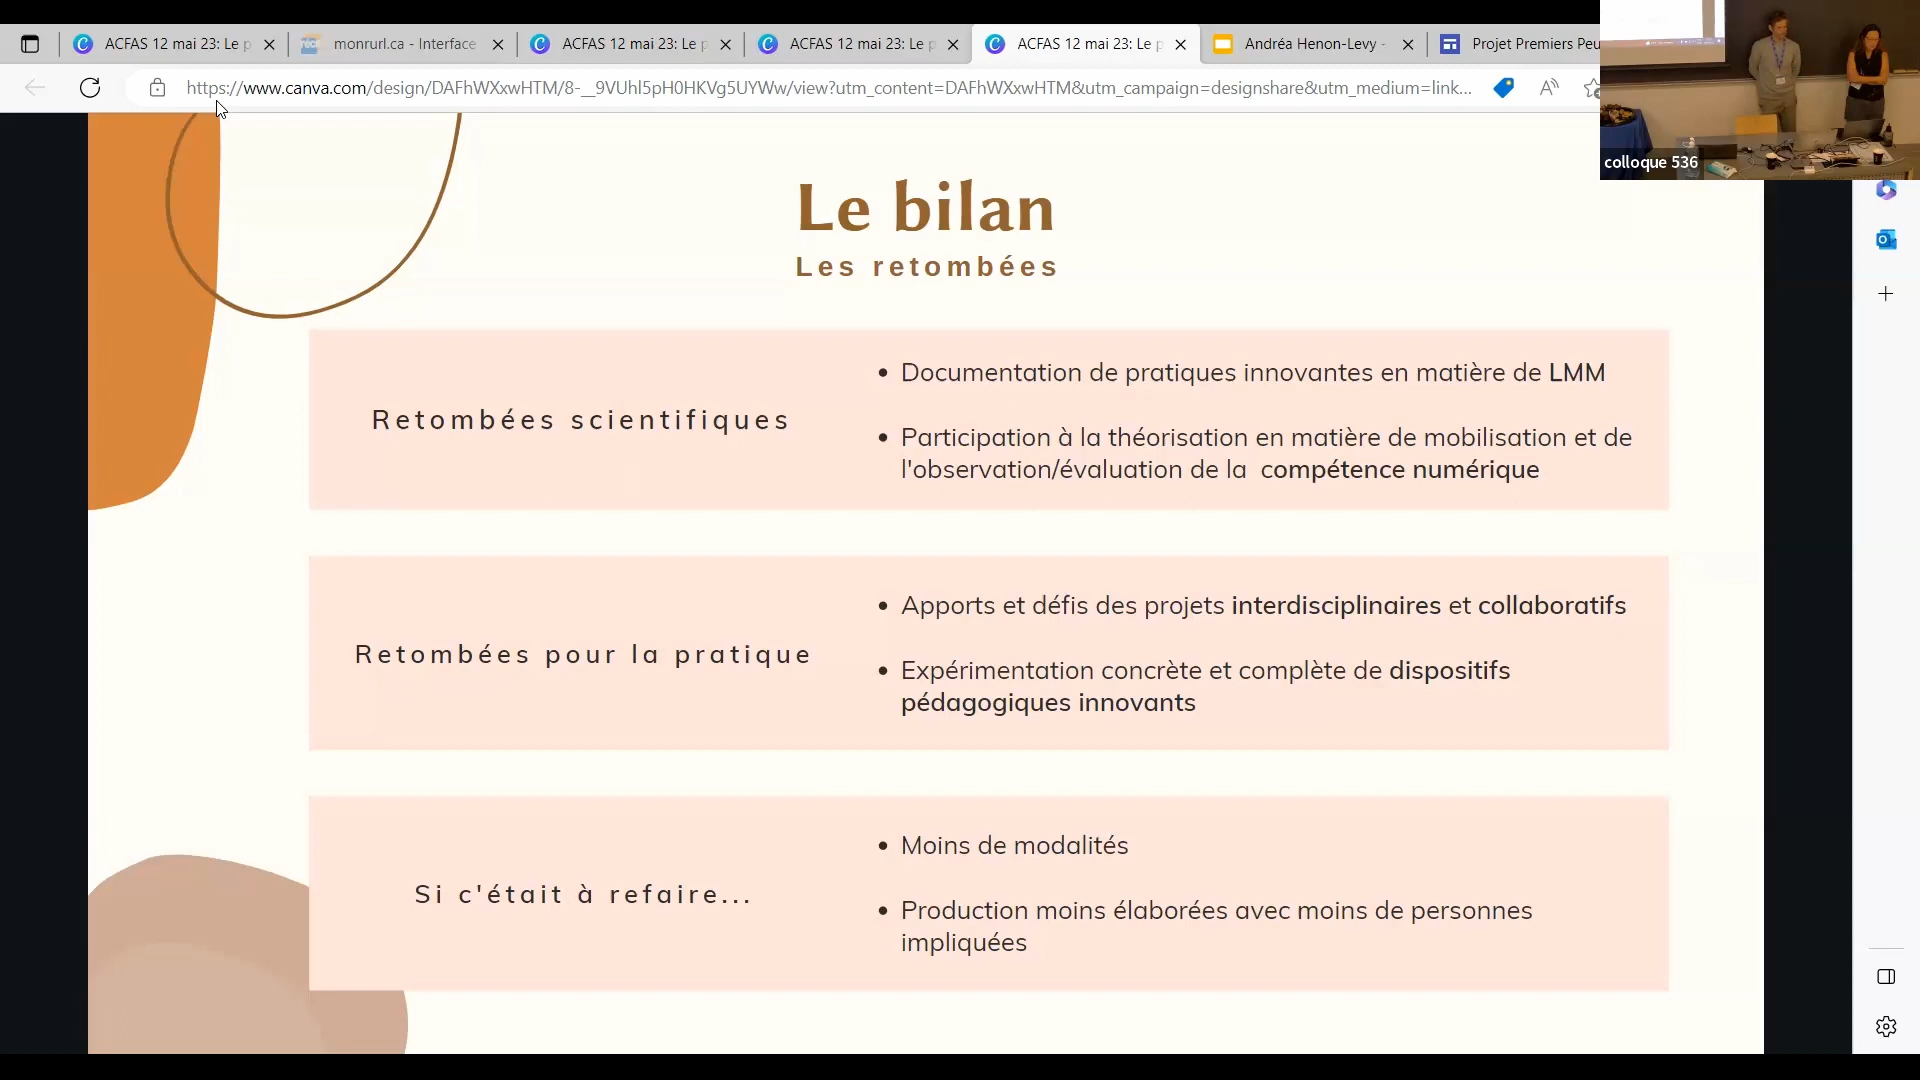 ACFAS 12 mai 23: Le p
monrurl.ca - Interface
ACFAS 12 mai 23: Le p
ACFAS 12 mai 23: Le p
ACFAS 12 mai 23: Le p
Andréa Henon-Levy -
Projet Premiers Peu
https://www.canva.com/design/DAFhWXxwHTM/8-__9VUhl5pH0HKVg5UYWw/view?utm_content=DAFhWXxwHTM&utm_campaign=designshare&utm_medium=link...
colloque 536
Le bilan
Les retombées
Retombées scientifiques
• Documentation de pratiques innovantes en matière de LMM
• Participation à la théorisation en matière de mobilisation et de
l'observation/évaluation de la compétence numérique
Retombées pour la pratique
• Apports et défis des projets interdisciplinaires et collaboratifs
• Expérimentation concrète et complète de dispositifs
pédagogiques innovants
Si c'était à refaire...
• Moins de modalités
• Production moins élaborées avec moins de personnes
impliquées